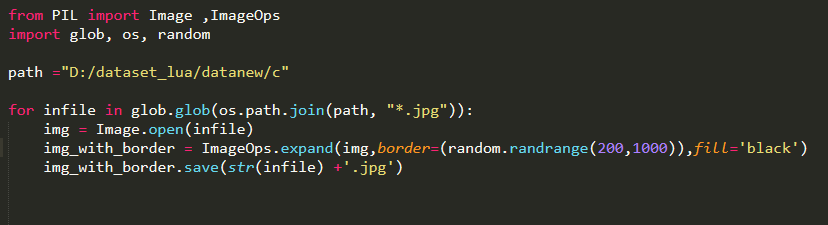 from PIL import Image ,ImageOps
import glob, os, random
path ="D:/dataset_lua/datanew/c"
for infile in glob.glob(os.path.join(path, "*.jpg")):
    img = Image.open(infile)
    img_with_border = ImageOps.expand(img,border=(random.randrange(200,1000)),fill='black')
    img_with_border.save(str(infile) +'.jpg')